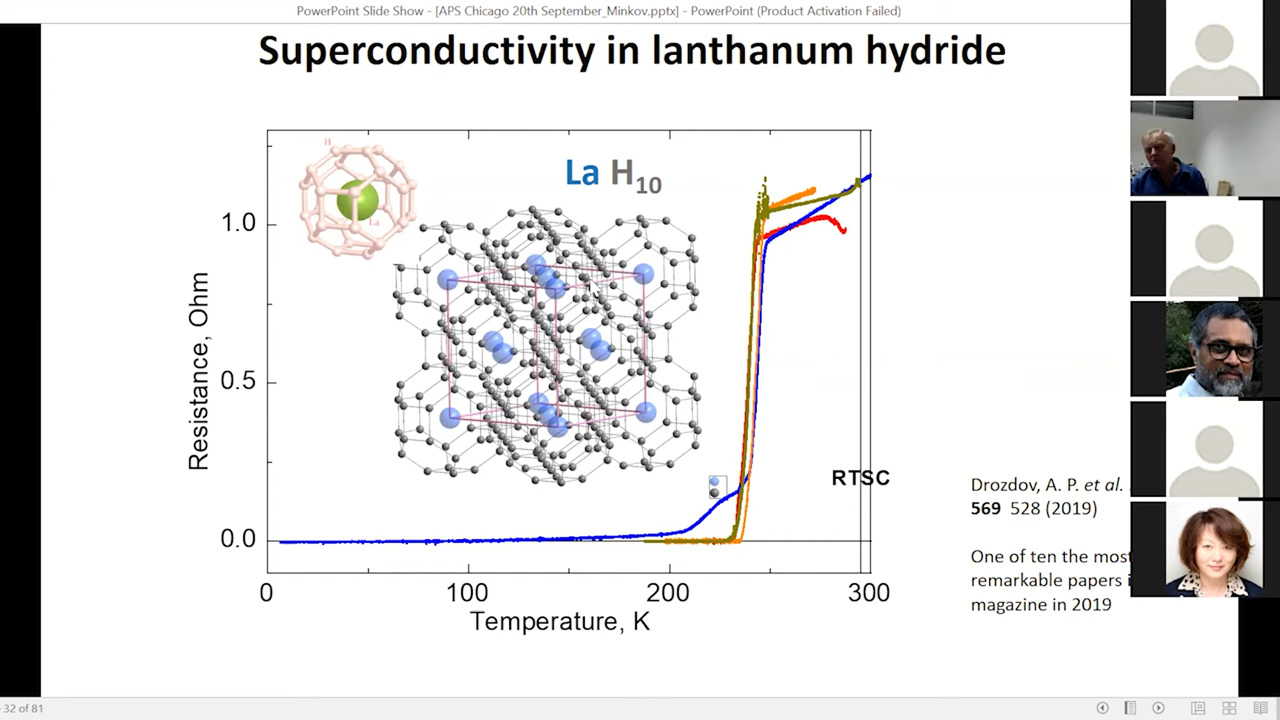 PowerPoint Slide Show - [APS Chicago 20th September_Minkov.pptx] - PowerPoint (Product Activation Failed)
Superconductivity in lanthanum hydride
H
La
La H10
Resistance, Ohm
1.0
0.5
0.0
RTSC
0 100 200 300
Temperature, K
Drozdov, A. P. et al.
569 528 (2019)
One of ten the most
remarkable papers i
magazine in 2019
32 of 81